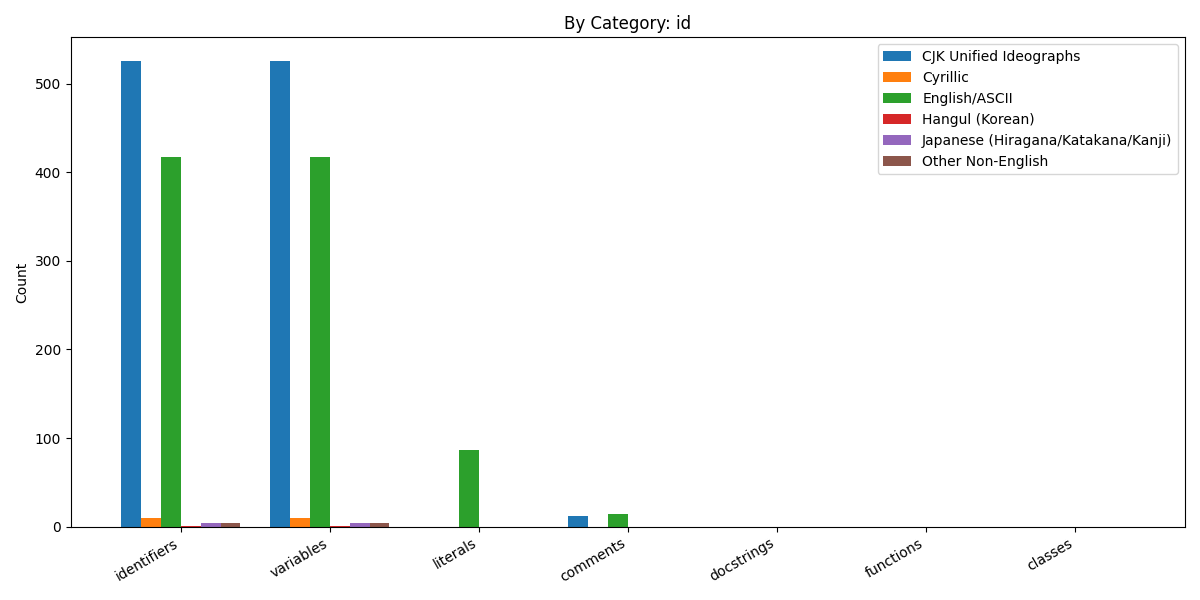 By Category: id
CJK Unified Ideographs
Cyrillic
English/ASCII
Hangul (Korean)
Japanese (Hiragana/Katakana/Kanji)
Other Non-English
Count
500
400
300
200
100
0
identifiers
variables
literals
comments
docstrings
functions
classes